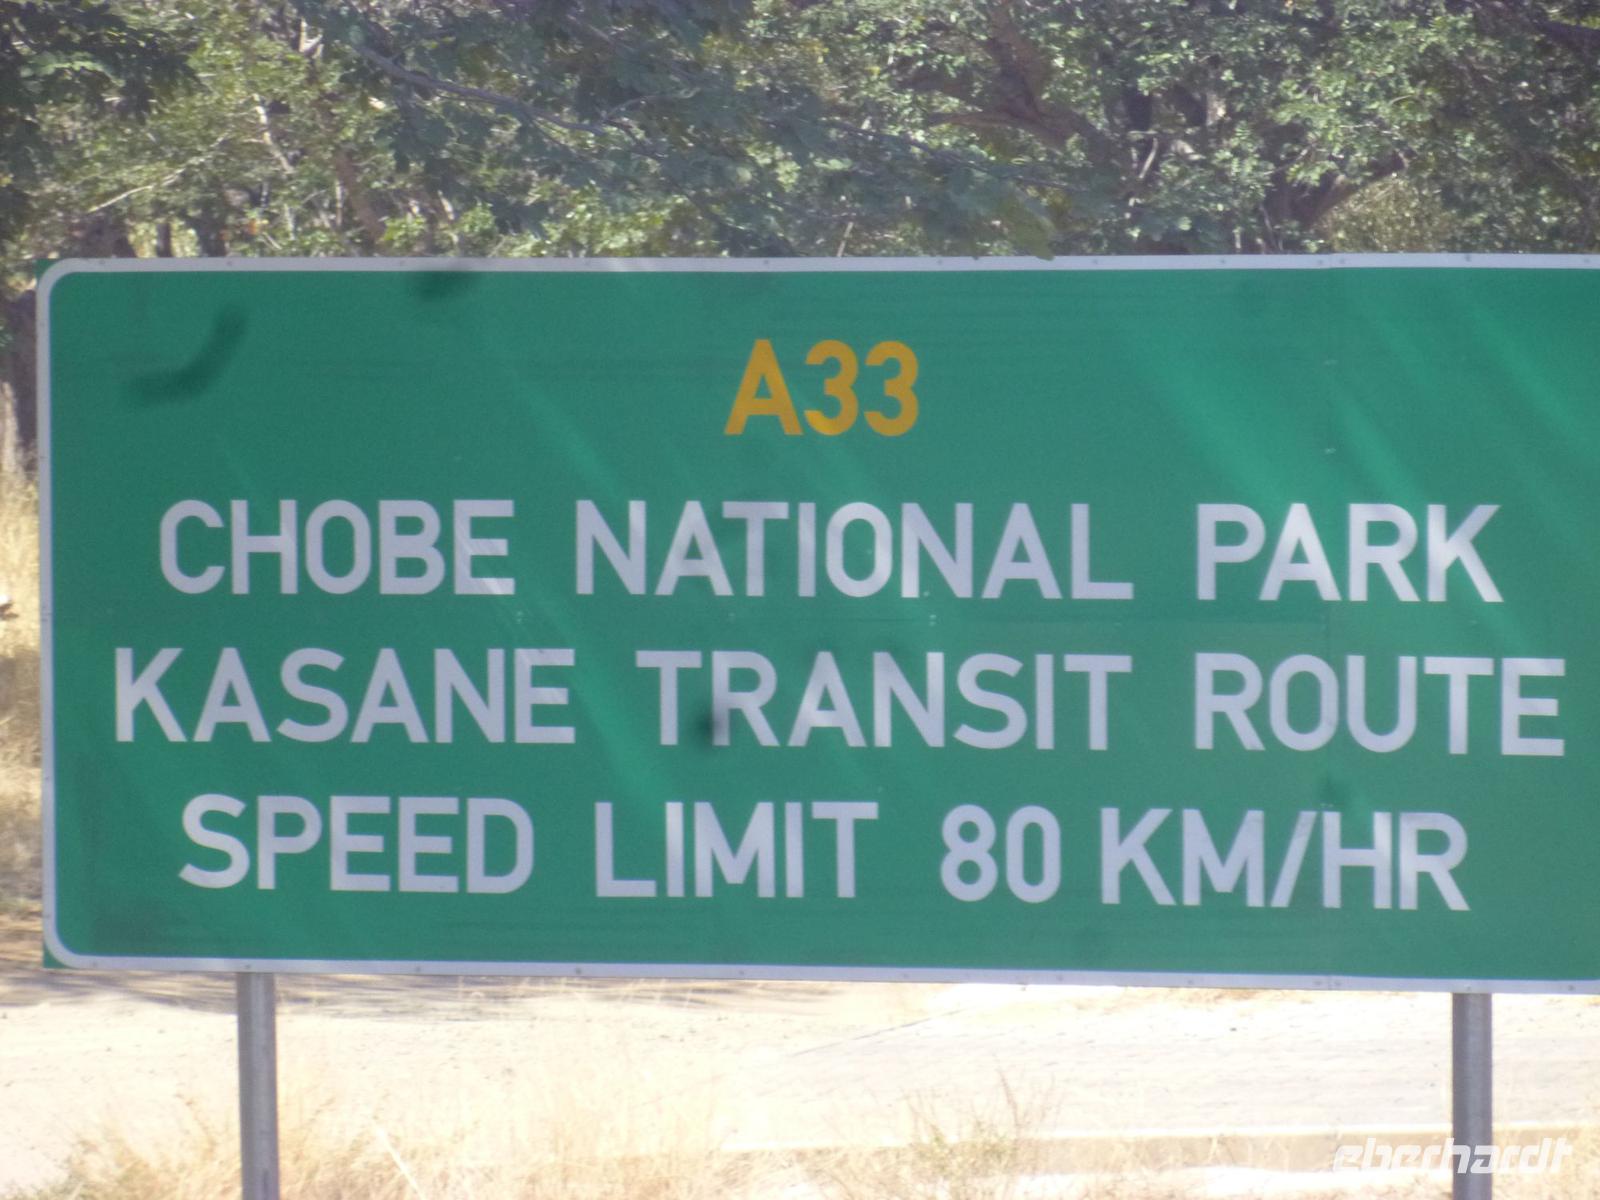 A33
CHOBE NATIONAL PARK
KASANE TRANSIT ROUTE
SPEED LIMIT 80 KM/HR
eberhardt